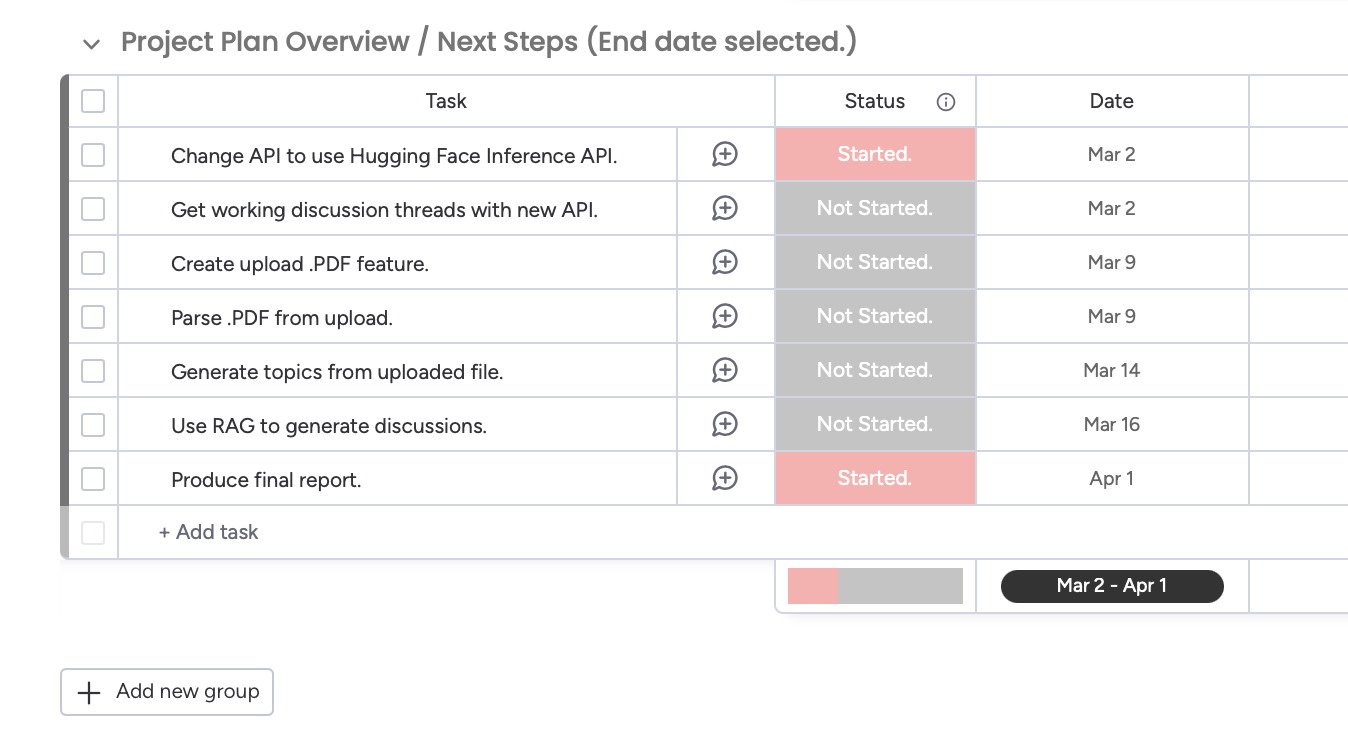 Project Plan Overview / Next Steps (End date selected.)
Task Status Date
Change API to use Hugging Face Inference API. Started. Mar 2
Get working discussion threads with new API. Not Started. Mar 2
Create upload .PDF feature. Not Started. Mar 9
Parse .PDF from upload. Not Started. Mar 9
Generate topics from uploaded file. Not Started. Mar 14
Use RAG to generate discussions. Not Started. Mar 16
Produce final report. Started. Apr 1
+ Add task
Mar 2 - Apr 1
Add new group